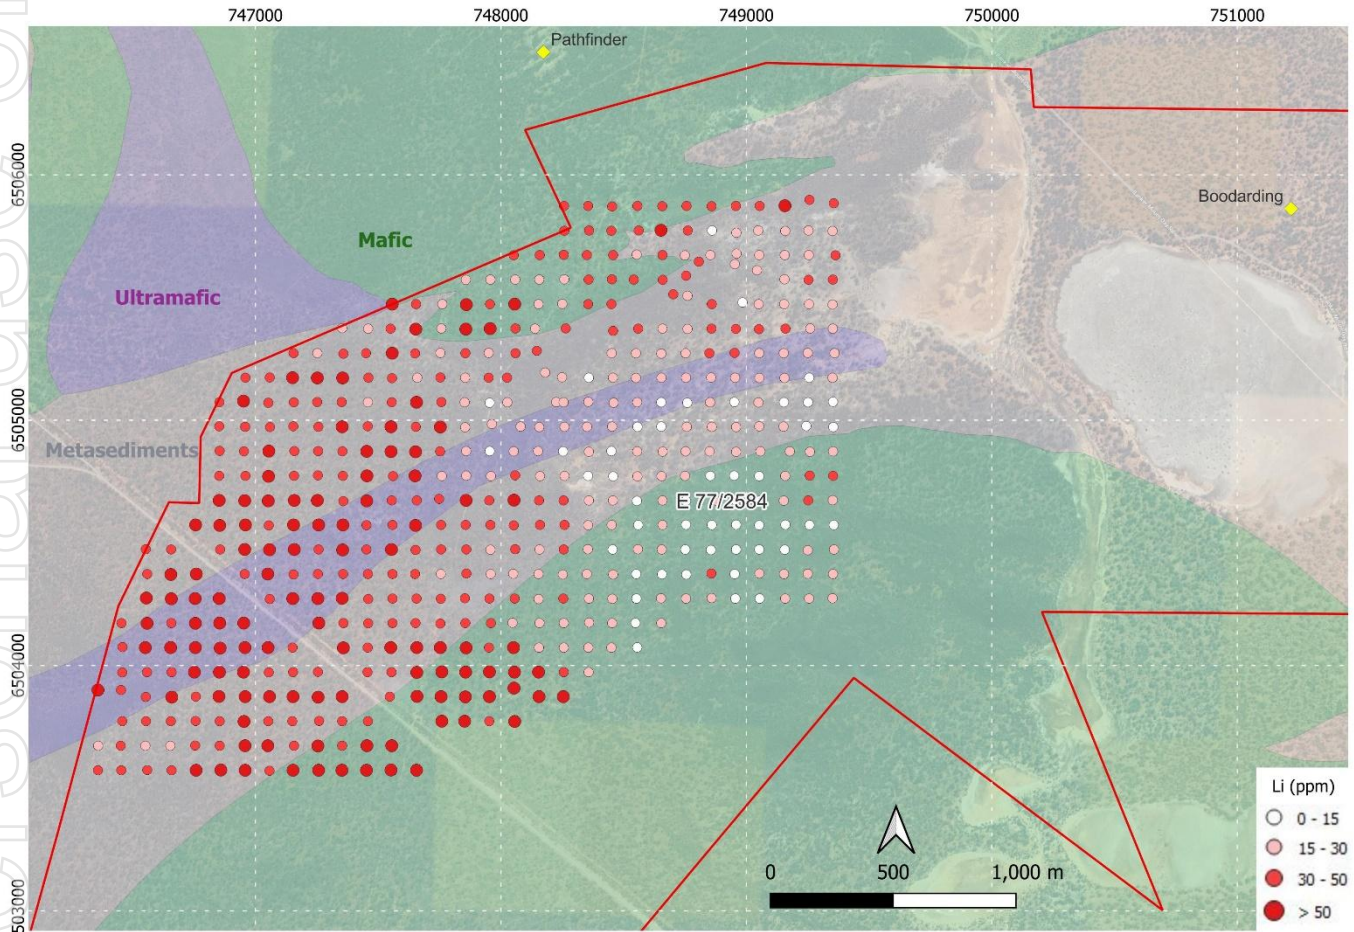 747000 748000 749000 750000 751000
Pathfinder
6506000
Boodarding
Mafic
Ultramafic
6505000
Metasediments
E 77/2584
6504000
Li (ppm)
0 - 15
15 - 30
30 - 50
> 50
0 500 1,000 m
503000